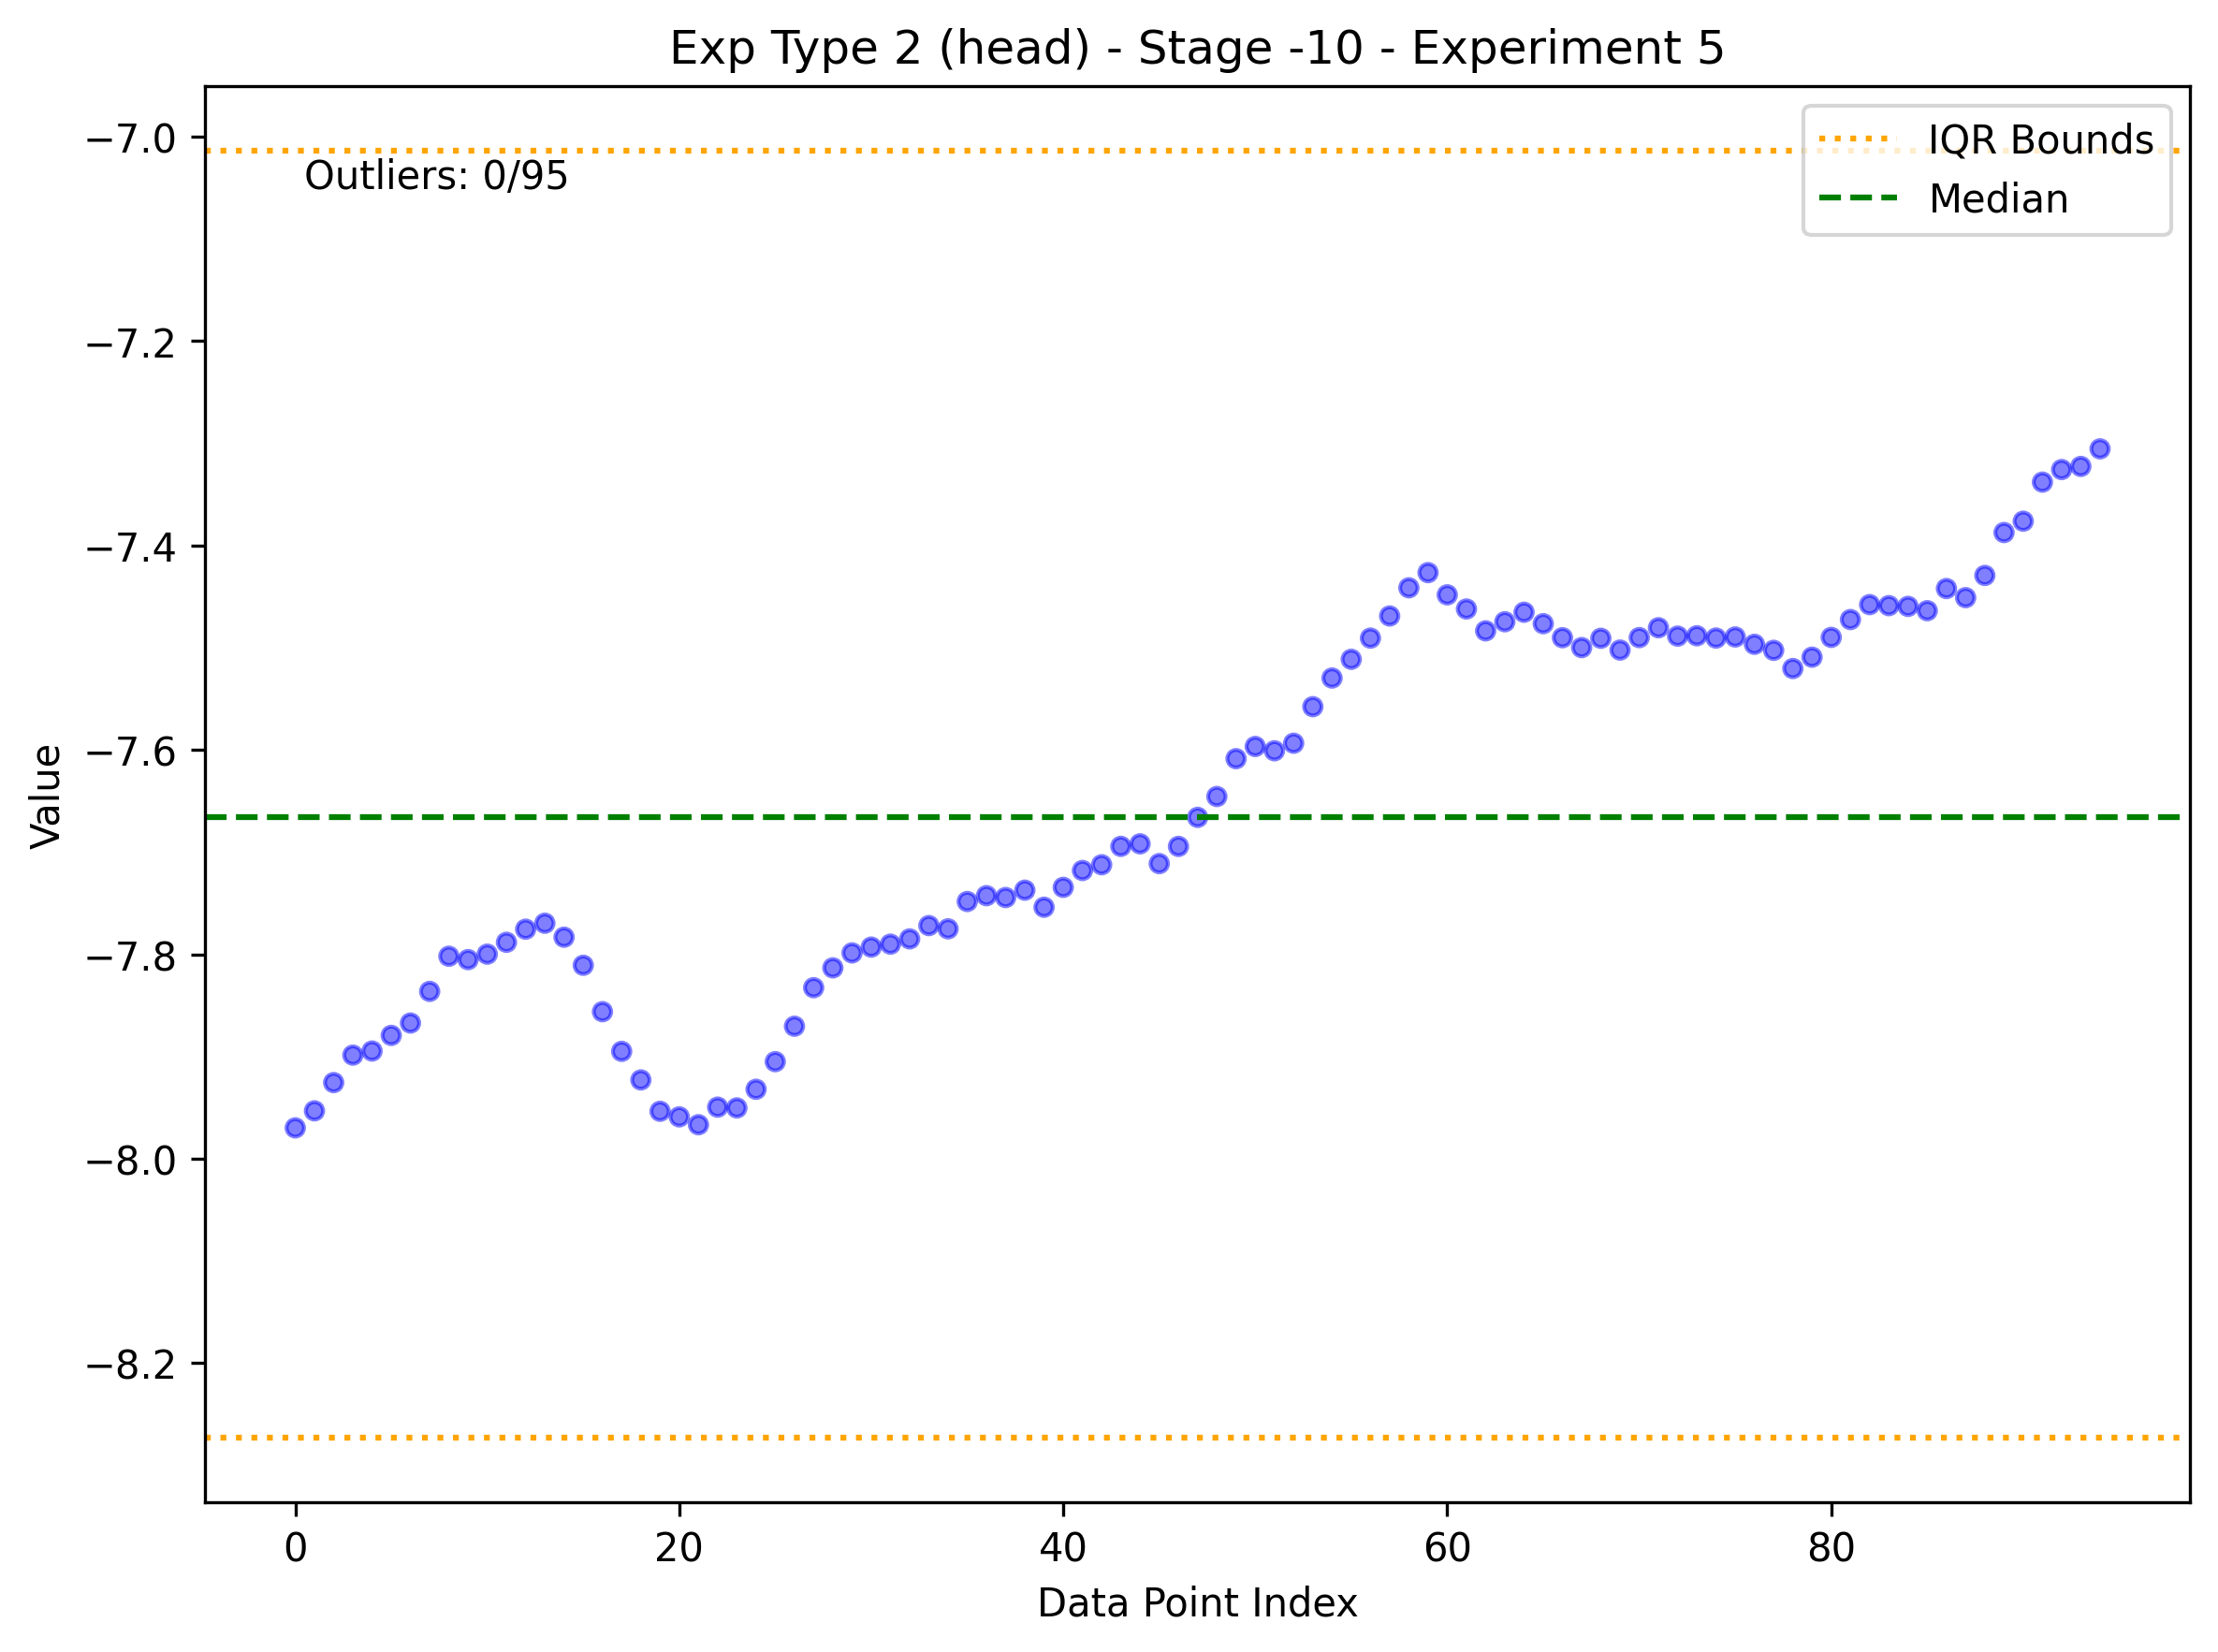 Exp Type 2 (head) - Stage -10 - Experiment 5
−7.0
Outliers: 0/95
IQR Bounds
Median
−7.2
−7.4
−7.6
−7.8
−8.0
−8.2
Value
0 20 40 60 80
Data Point Index